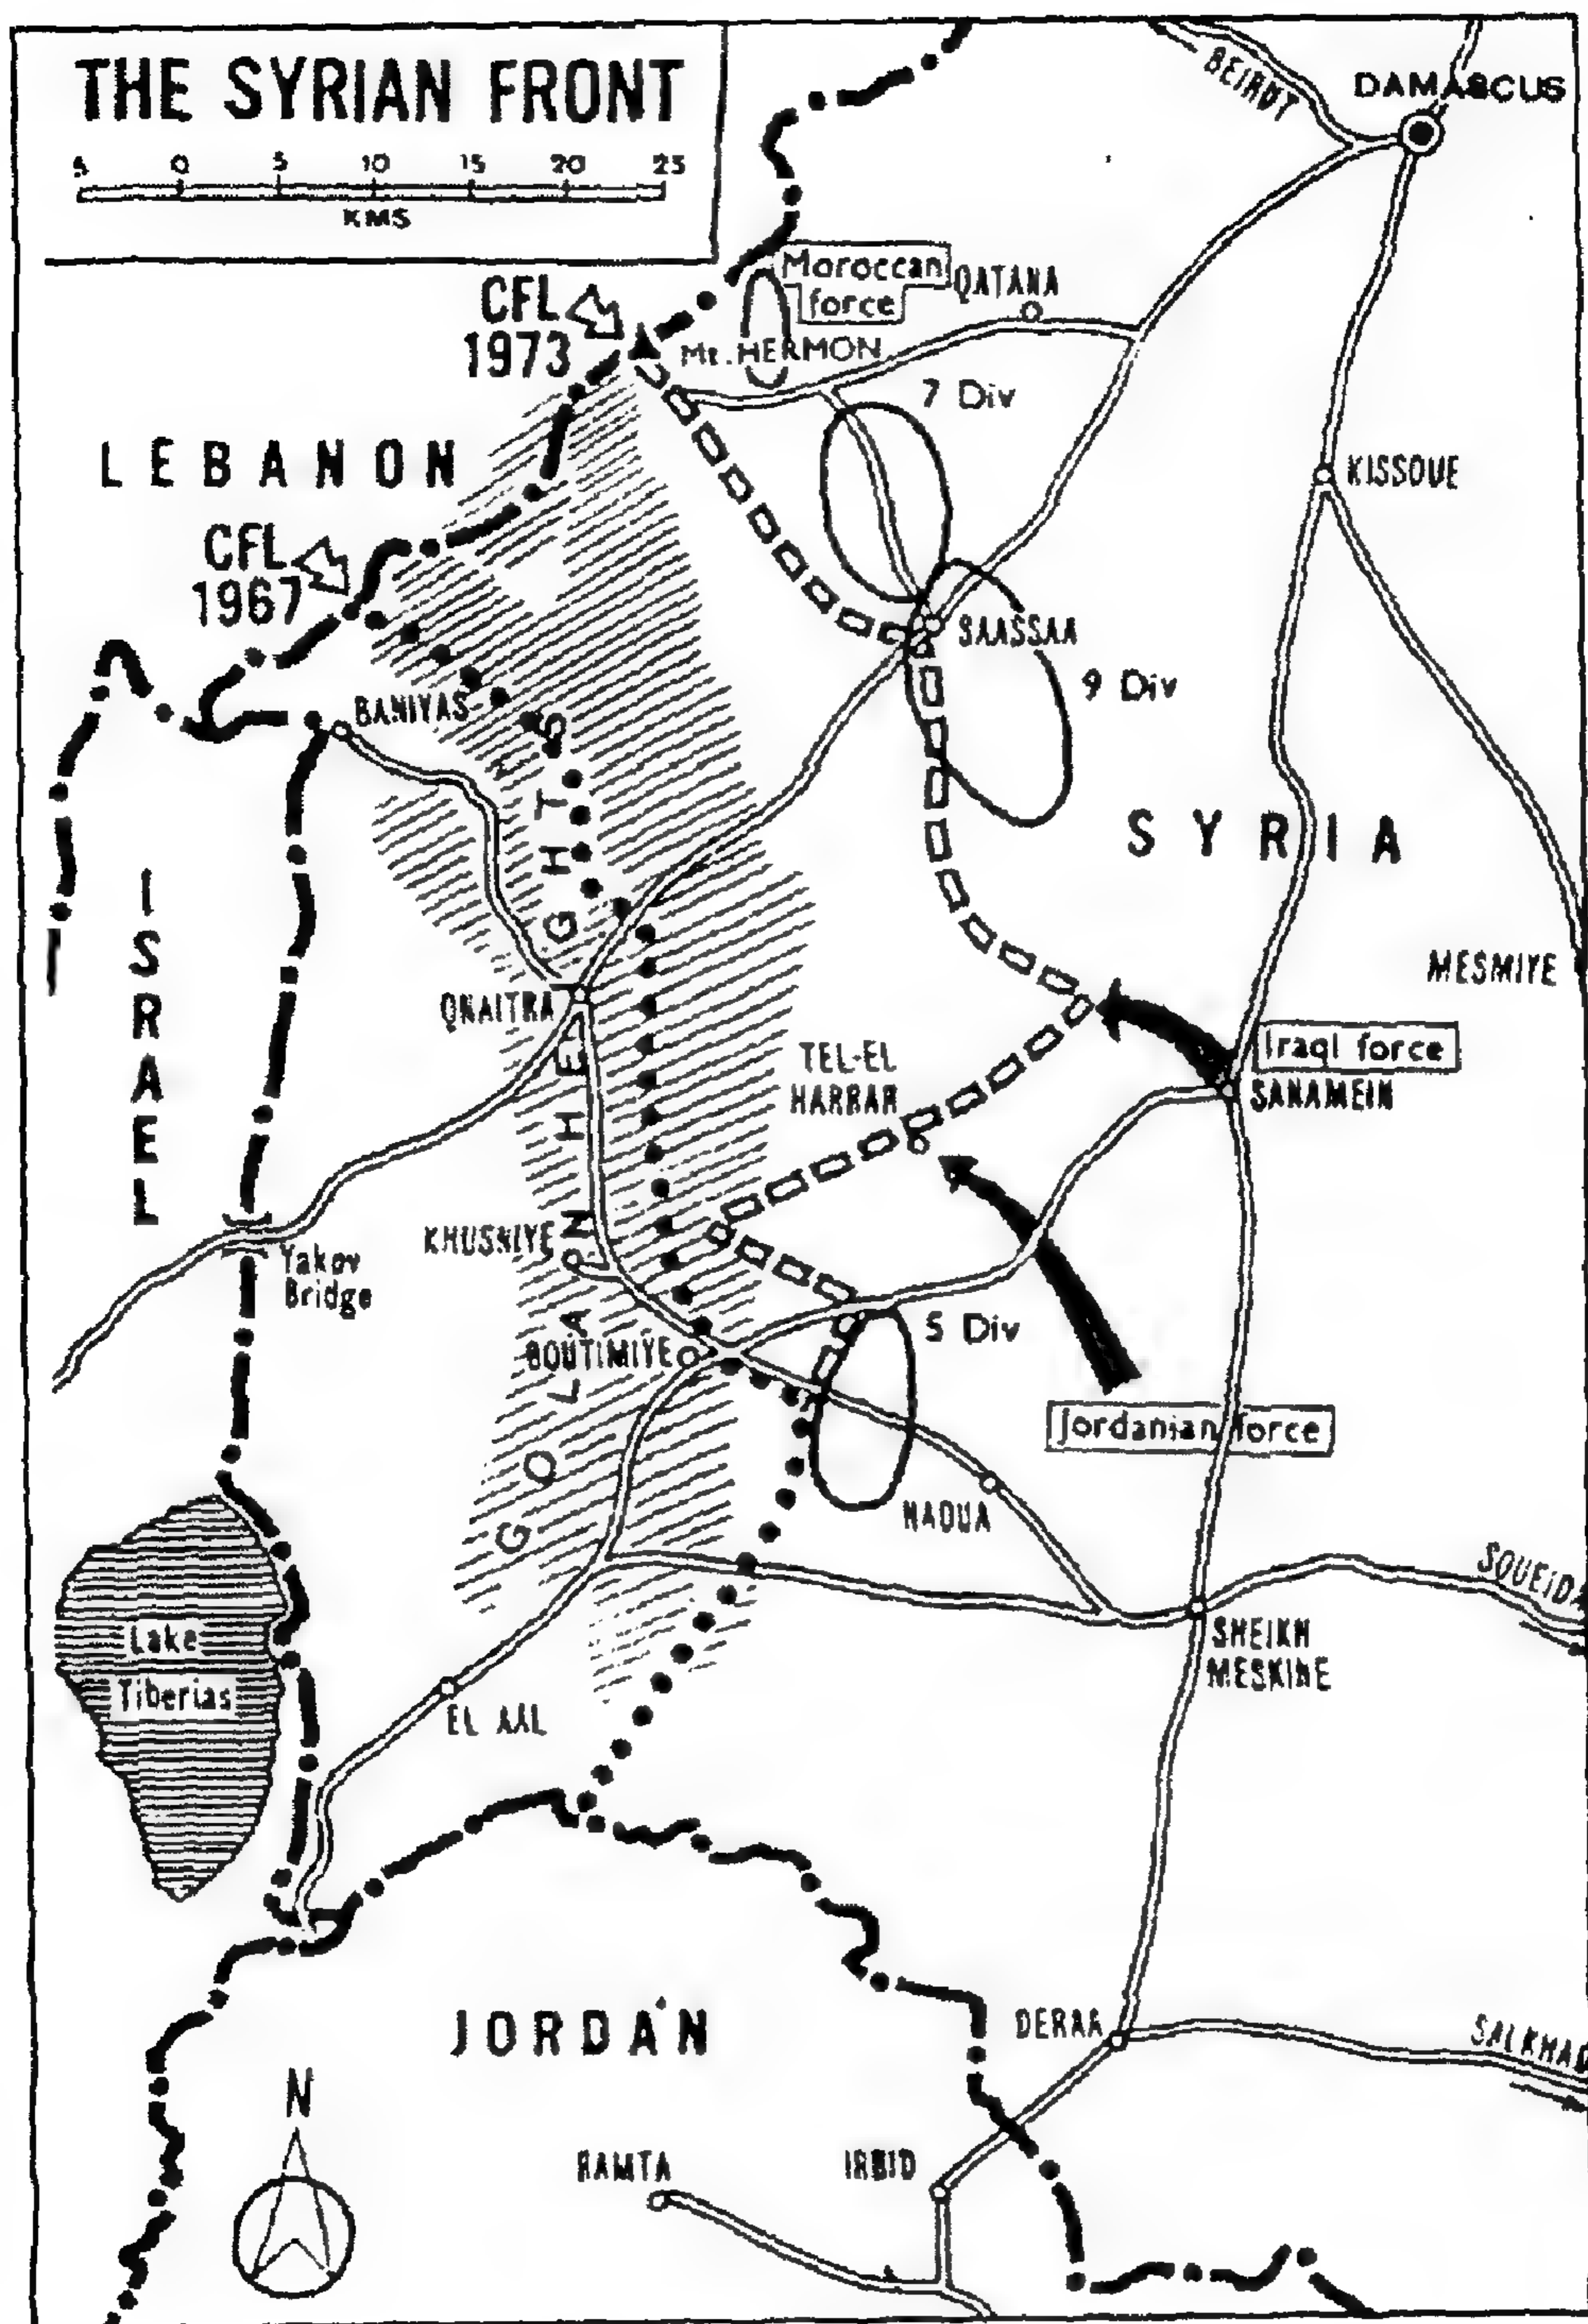 THE SYRIAN FRONT
5 0 5 10 15 20 25
KMS
BEIRUT
DAMASCUS
Moroccan
force
QATANA
CFL
1973
Mt. HERMON
7 Div
LEBANON
KISSOUE
CFL
1967
SAASSAA
9 Div
BANIYAS
SYRIA
ISRAEL
MESMIYE
QNAITRA
TEL-EL
HARRAR
Iraqi force
SANAMEIN
KHUSNIYE
Yakov
Bridge
GOLAN HEIGHTS
5 Div
BOUTIMIYE
Jordanian force
NAOUA
SOUEIDA
Lake
Tiberias
SHEIKH
MESKINE
EL AAL
JORDAN
DERAA
SALKHAD
N
RAMTA
IRBID